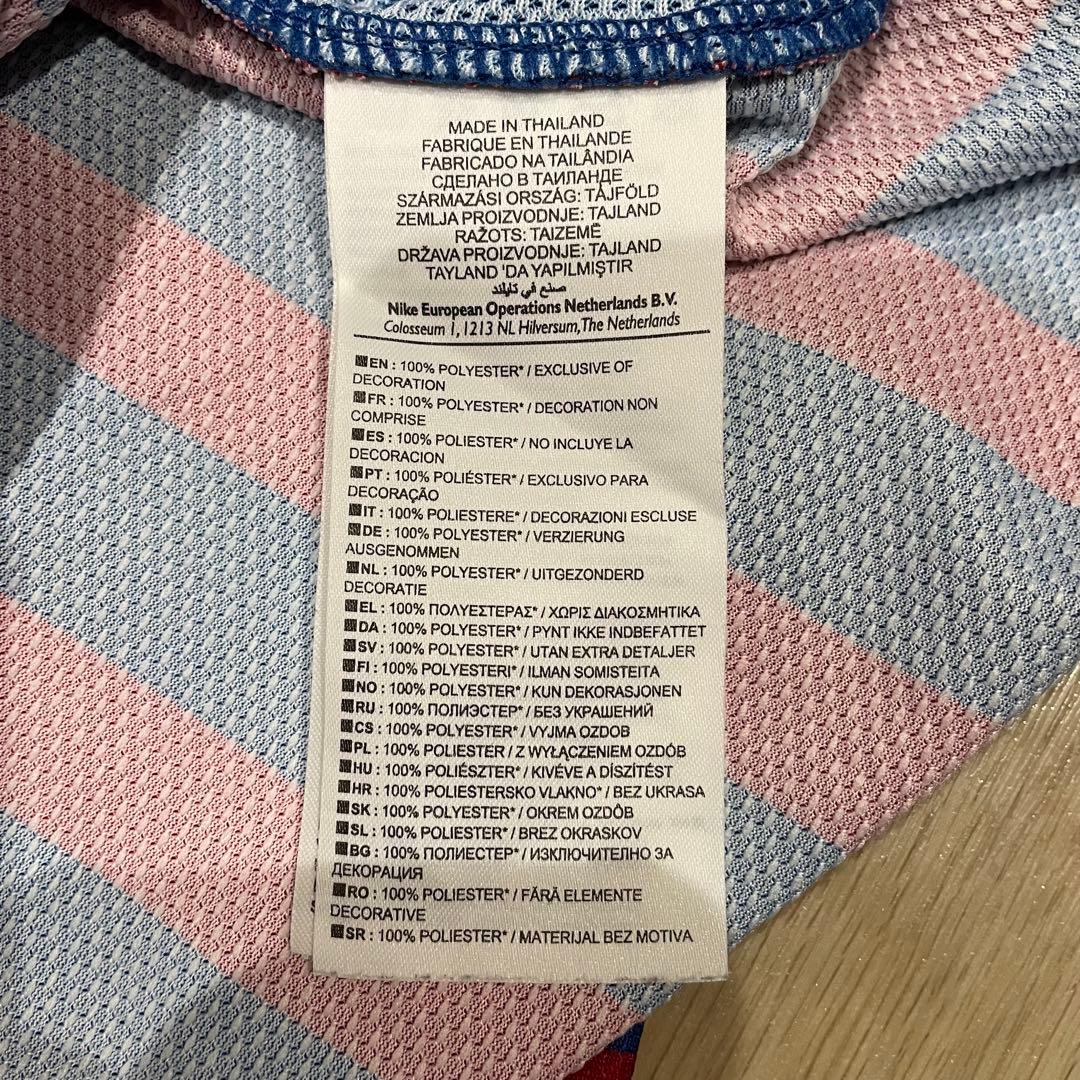 MADE IN THAILAND
FABRIQUE EN THAILANDE
FABRICADO NA TAILÂNDIA
СДЕЛАНО В ТАИЛАНДЕ
SZÁRMAZÁSI ORSZÁG: TÁJFÖLD
ZEMLJA PROIZVODNJE: TAJLAND
RAŽOTS: TAIZEMĒ
DRŽAVA PROIZVODNJE: TAJLAND
TAYLAND 'DA YAPILMIŞTIR
صنع في تايلند
Nike European Operations Netherlands B.V.
Colosseum 1, 1213 NL Hilversum, The Netherlands
EN : 100% POLYESTER* / EXCLUSIVE OF
DECORATION
FR : 100% POLYESTER* / DECORATION NON
COMPRISE
ES : 100% POLIESTER* / NO INCLUYE LA
DECORACION
PT : 100% POLIÉSTER* / EXCLUSIVO PARA
DECORAÇÃO
IT : 100% POLIESTERE* / DECORAZIONI ESCLUSE
DE : 100% POLYESTER* / VERZIERUNG
AUSGENOMMEN
NL : 100% POLYESTER* / UITGEZONDERD
DECORATIE
EL : 100% ΠΟΛΥΕΣΤΕΡΑΣ* / ΧΩΡΙΣ ΔΙΑΚΟΣΜΗΤΙΚΑ
DA : 100% POLYESTER* / PYNT IKKE INDBEFATTET
SV : 100% POLYESTER* / UTAN EXTRA DETALJER
FI : 100% POLYESTERI* / ILMAN SOMISTEITA
NO : 100% POLYESTER* / KUN DEKORASJONEN
RU : 100% ПОЛИЭСТЕР* / БЕЗ УКРАШЕНИЙ
CS : 100% POLYESTER* / VYJMA OZDOB
PL : 100% POLIESTER / Z WYŁĄCZENIEM OZDÓB
HU : 100% POLIÉSZTER* / KIVÉVE A DÍSZÍTÉST
HR : 100% POLIESTERSKO VLAKNO* / BEZ UKRASA
SK : 100% POLYESTER* / OKREM OZDÔB
SL : 100% POLIESTER* / BREZ OKRASKOV
BG : 100% ПОЛИЕСТЕР* / ИЗКЛЮЧИТЕЛНО ЗА
ДЕКОРАЦИЯ
RO : 100% POLIESTER* / FĂRĂ ELEMENTE
DECORATIVE
SR : 100% POLIESTER* / MATERIJAL BEZ MOTIVA